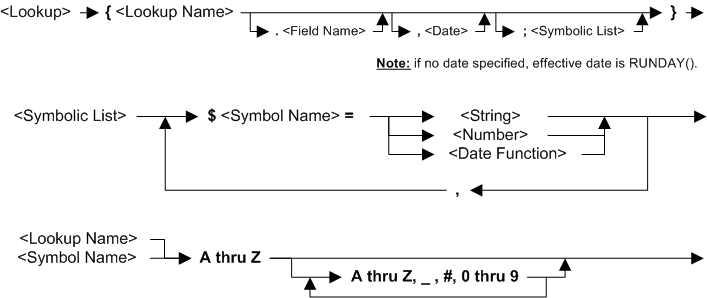 <Lookup> { <Lookup Name> . <Field Name> , <Date> ; <Symbolic List> }
Note: if no date specified, effective date is RUNDAY().
<Symbolic List> $ <Symbol Name> = <String>
<Number>
<Date Function>
,
<Lookup Name>
<Symbol Name> A thru Z
A thru Z, _ , #, 0 thru 9